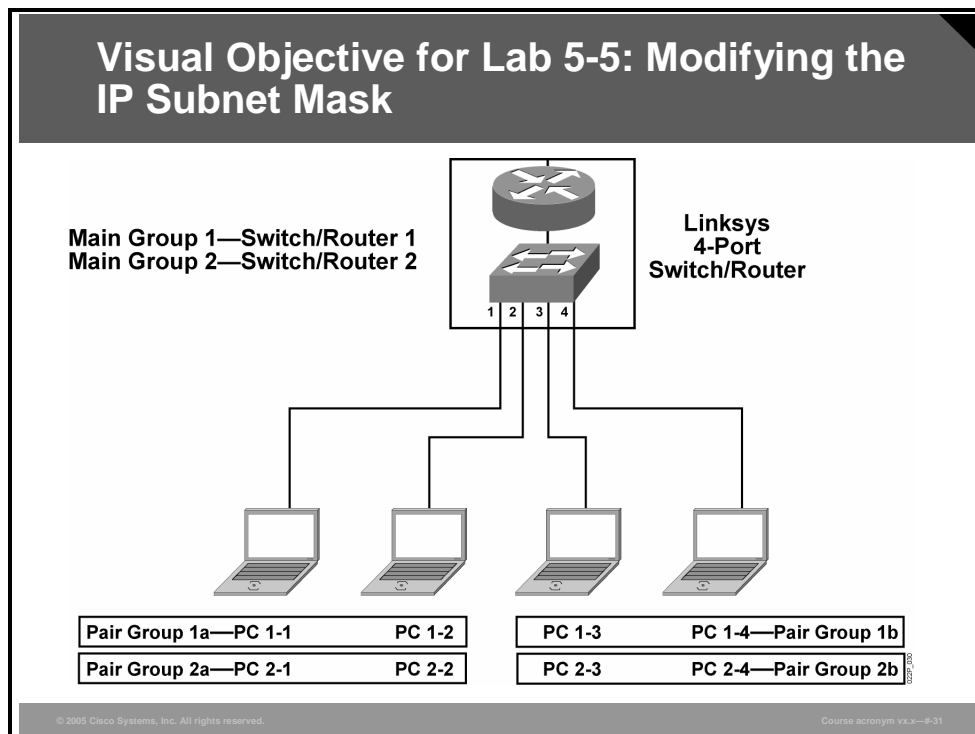 Visual Objective for Lab 5-5: Modifying the
IP Subnet Mask
Main Group 1—Switch/Router 1
Main Group 2—Switch/Router 2
Linksys
4-Port
Switch/Router
1 2 3 4
Pair Group 1a—PC 1-1 PC 1-2 PC 1-3 PC 1-4—Pair Group 1b
Pair Group 2a—PC 2-1 PC 2-2 PC 2-3 PC 2-4—Pair Group 2b
022P_030
© 2005 Cisco Systems, Inc. All rights reserved. Course acronym vx.x—#-31